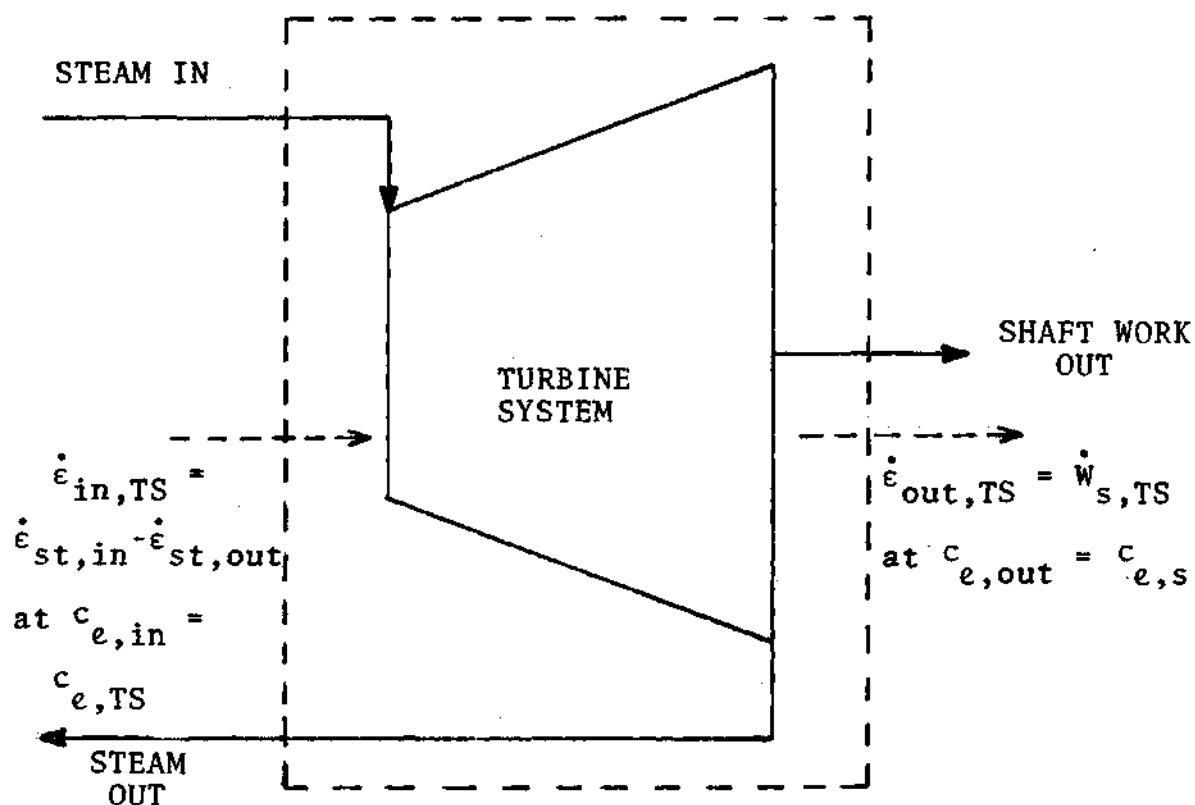 STEAM IN
TURBINE
SYSTEM
SHAFT WORK
OUT
ε̇in,TS =
ε̇st,in-ε̇st,out
at ce,in =
ce,TS
ε̇out,TS = Ẇs,TS
at ce,out = ce,s
STEAM
OUT